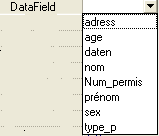 DataField
adress
age
daten
nom
Num_permis
prénom
sex
type_p